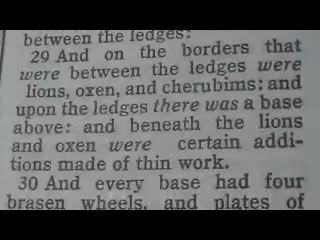 between the ledges:
29 And on the borders that
were between the ledges were
lions, oxen, and cherubims: and
upon the ledges there was a base
above: and beneath the lions
and oxen were certain addi-
tions made of thin work.
30 And every base had four
brasen wheels, and plates of